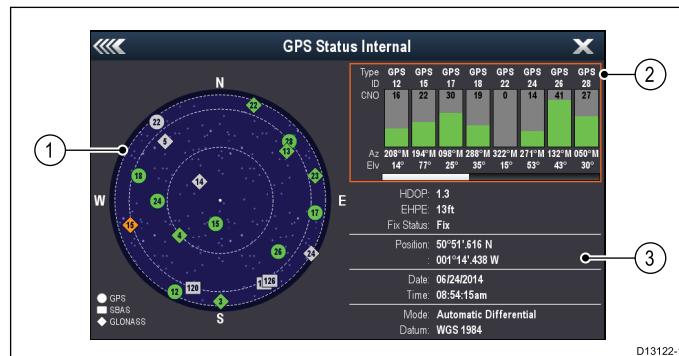 GPS Status Internal
Type GPS GPS GPS GPS GPS GPS GPS GPS
ID 12 15 17 18 22 24 26 28
CNO 16 22 30 19 0 14 41 27
Az 208°M 194°M 098°M 288°M 322°M 271°M 132°M 050°M
Elv 14° 77° 25° 35° 15° 53° 43° 30°
1
2
3
N
W
E
S
22
22
5
28
13
18
14
23
24
17
15
15
4
26
24
12
120
126
3
GPS
SBAS
GLONASS
HDOP: 1.3
EHPE: 13ft
Fix Status: Fix
Position: 50°51'.616 N
: 001°14'.438 W
Date: 06/24/2014
Time: 08:54:15am
Mode: Automatic Differential
Datum: WGS 1984